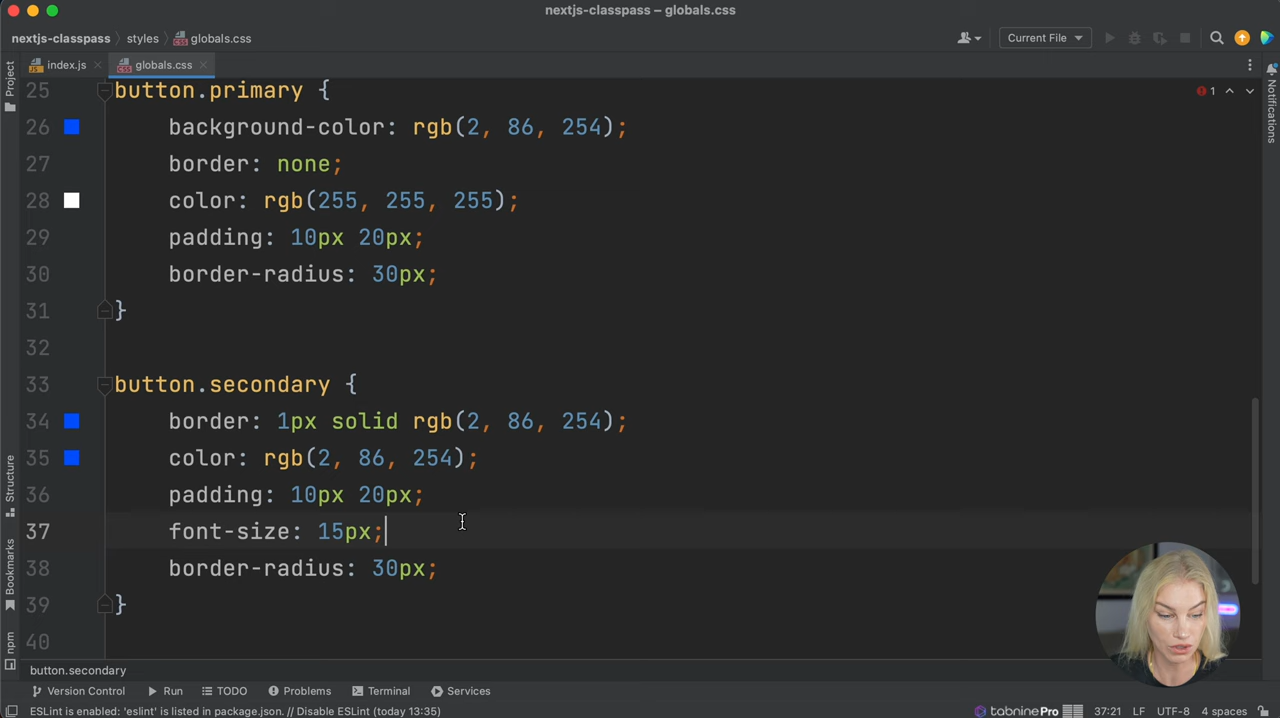 nextjs-classpass – globals.css
nextjs-classpass
styles
globals.css
Current File
index.js
globals.css
Project
Structure
Bookmarks
npm
Notifications
1
25 button.primary {
26 background-color: rgb(2, 86, 254);
27 border: none;
28 color: rgb(255, 255, 255);
29 padding: 10px 20px;
30 border-radius: 30px;
31 }
32
33 button.secondary {
34 border: 1px solid rgb(2, 86, 254);
35 color: rgb(2, 86, 254);
36 padding: 10px 20px;
37 font-size: 15px;
38 border-radius: 30px;
39 }
40
button.secondary
Version Control Run TODO Problems Terminal Services
ESLint is enabled: 'eslint' is listed in package.json. // Disable ESLint (today 13:35) tabninePro 37:21 LF UTF-8 4 spaces